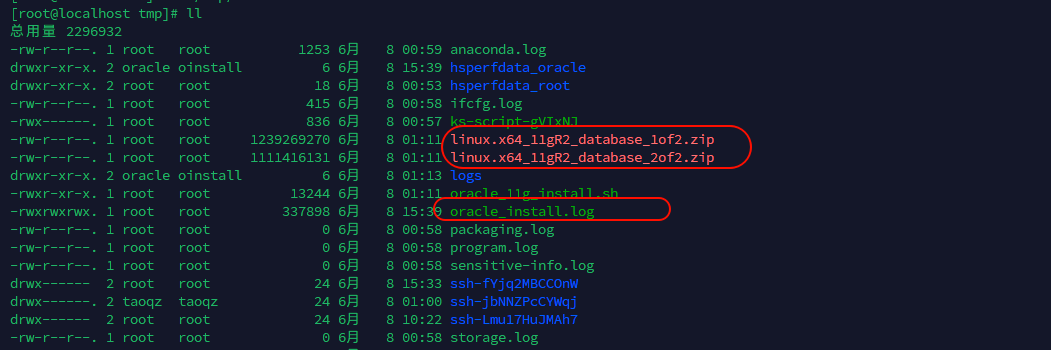 [root@localhost tmp]# ll
总用量 2296932
-rw-r--r--. 1 root root 1253 6月 8 00:59 anaconda.log
drwxr-xr-x. 2 oracle oinstall 6 6月 8 15:39 hsperfdata_oracle
drwxr-xr-x. 2 root root 18 6月 8 00:53 hsperfdata_root
-rw-r--r--. 1 root root 415 6月 8 00:58 ifcfg.log
-rwx------. 1 root root 836 6月 8 00:57 ks-script-gVIxNJ
-rw-r--r--. 1 root root 1239269270 6月 8 01:11 linux.x64_11gR2_database_1of2.zip
-rw-r--r--. 1 root root 1111416131 6月 8 01:11 linux.x64_11gR2_database_2of2.zip
drwxr-xr-x. 2 oracle oinstall 6 6月 8 01:13 logs
-rwxr-xr-x. 1 root root 13244 6月 8 01:11 oracle_11g_install.sh
-rwxrwxrwx. 1 root root 337898 6月 8 15:39 oracle_install.log
-rw-r--r--. 1 root root 0 6月 8 00:58 packaging.log
-rw-r--r--. 1 root root 0 6月 8 00:58 program.log
-rw-r--r--. 1 root root 0 6月 8 00:58 sensitive-info.log
drwx------ 2 root root 24 6月 8 15:33 ssh-fYjq2MBCCOnW
drwx------. 2 taoqz taoqz 24 6月 8 01:00 ssh-jbNNZPcCYWqj
drwx------ 2 root root 24 6月 8 10:22 ssh-Lmu17HuJMAh7
-rw-r--r--. 1 root root 0 6月 8 00:58 storage.log